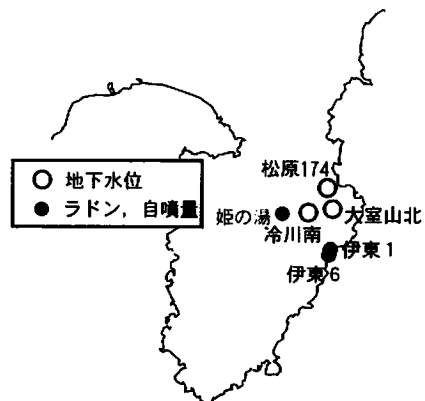 松原174
○ 地下水位
● ラドン，自噴量
姫の湯
大室山北
冷川南
伊東1
伊東6